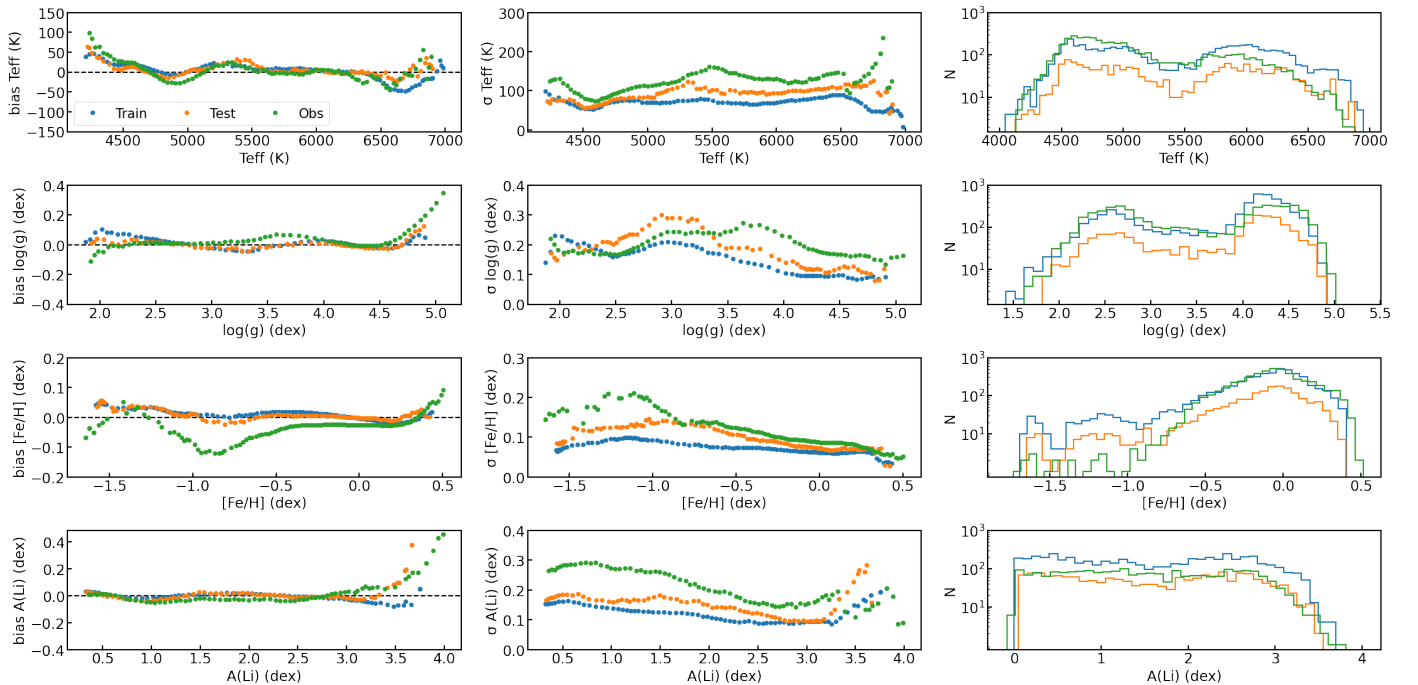 bias Teff (K)
150
100
50
0
−50
−100
−150
Train
Test
Obs
4500 5000 5500 6000 6500 7000
Teff (K)
σ Teff (K)
300
200
100
0
4500 5000 5500 6000 6500 7000
Teff (K)
N
10³
10²
10¹
4000 4500 5000 5500 6000 6500 7000
Teff (K)
bias log(g) (dex)
0.4
0.2
0.0
−0.2
−0.4
2.0 2.5 3.0 3.5 4.0 4.5 5.0
log(g) (dex)
σ log(g) (dex)
0.4
0.3
0.2
0.1
0.0
2.0 2.5 3.0 3.5 4.0 4.5 5.0
log(g) (dex)
N
10³
10²
10¹
1.5 2.0 2.5 3.0 3.5 4.0 4.5 5.0 5.5
log(g) (dex)
bias [Fe/H] (dex)
0.2
0.1
0.0
−0.1
−0.2
−1.5 −1.0 −0.5 0.0 0.5
[Fe/H] (dex)
σ [Fe/H] (dex)
0.3
0.2
0.1
0.0
−1.5 −1.0 −0.5 0.0 0.5
[Fe/H] (dex)
N
10³
10²
10¹
−1.5 −1.0 −0.5 0.0 0.5
[Fe/H] (dex)
bias A(Li) (dex)
0.4
0.2
0.0
−0.2
−0.4
0.5 1.0 1.5 2.0 2.5 3.0 3.5 4.0
A(Li) (dex)
σ A(Li) (dex)
0.4
0.3
0.2
0.1
0.0
0.5 1.0 1.5 2.0 2.5 3.0 3.5 4.0
A(Li) (dex)
N
10³
10²
10¹
0 1 2 3 4
A(Li) (dex)